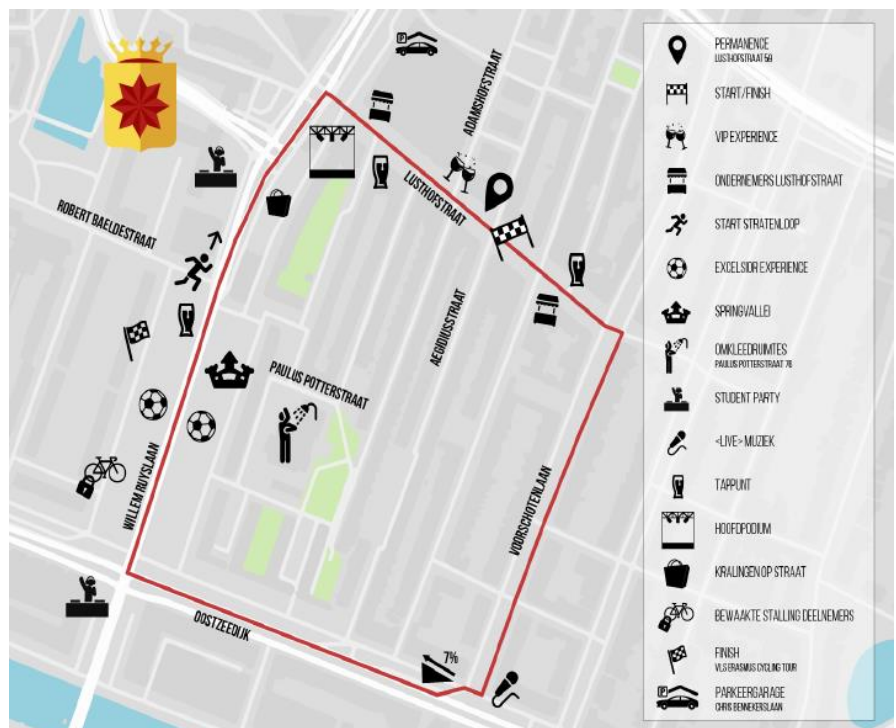 ROBERT BAELDESTRAAT
ADAMSHOFSTRAAT
LUSTHOFSTRAAT
AEGIDIUSSTRAAT
PAULUS POTTERSTRAAT
WILLEM RUYSLAAN
VOORSCHOTENLAAN
OOSTZEEDIJK
7%
P
PERMANENCE
LUSTHOFSTRAAT 59
START/FINISH
VIP EXPERIENCE
ONDERNEMERS LUSTHOFSTRAAT
START STRATENLOOP
EXCELSIOR EXPERIENCE
SPRINGVALLEI
OMKLEEDRUIMTES
PAULUS POTTERSTRAAT 78
STUDENT PARTY
<LIVE> MUZIEK
TAPPUNT
HOOFDPODIUM
KRALINGEN OP STRAAT
BEWAAKTE STALLING DEELNEMERS
FINISH
VLS ERASMUS CYCLING TOUR
P
PARKEERGARAGE
CHRIS BENNEKERSLAAN